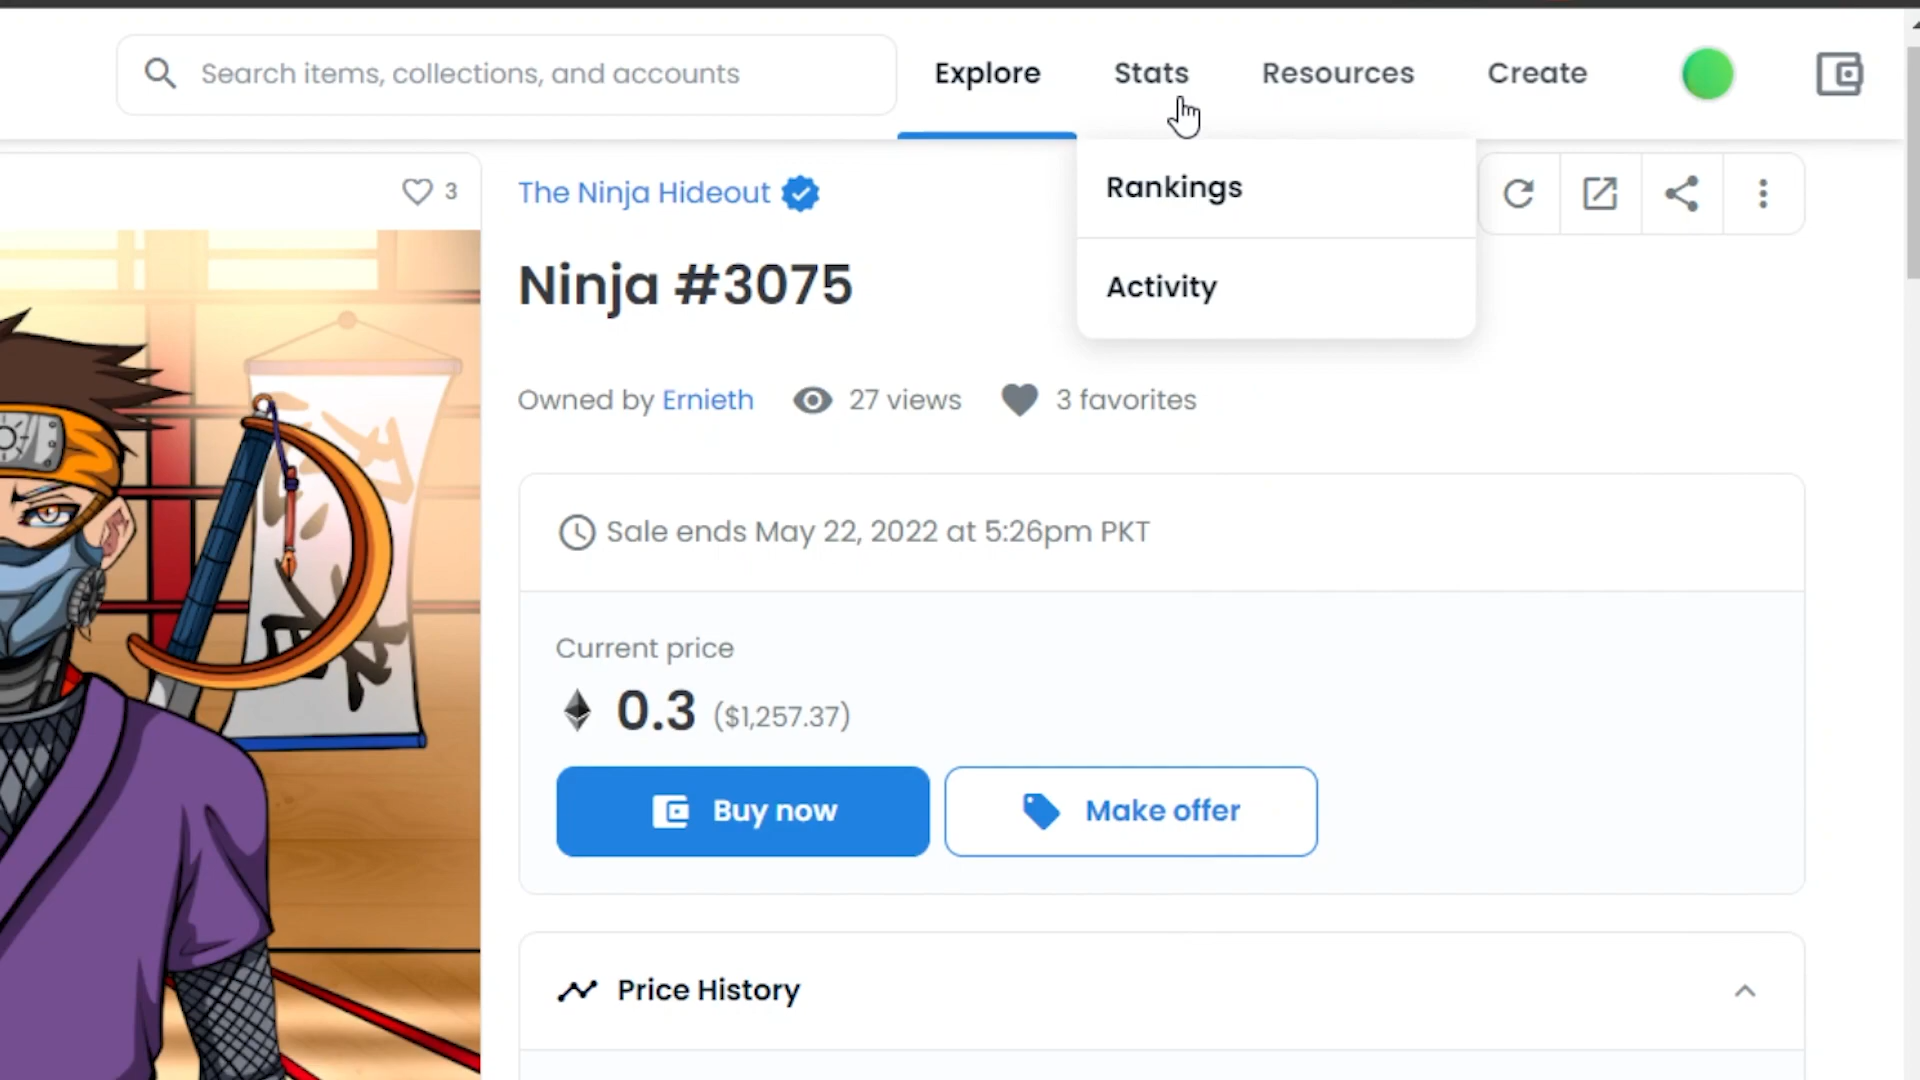 Search items, collections, and accounts
Explore
Stats
Resources
Create
Rankings
Activity
3
The Ninja Hideout
Ninja #3075
Owned by Ernieth
27 views
3 favorites
Sale ends May 22, 2022 at 5:26pm PKT
Current price
0.3 ($1,257.37)
Buy now
Make offer
Price History